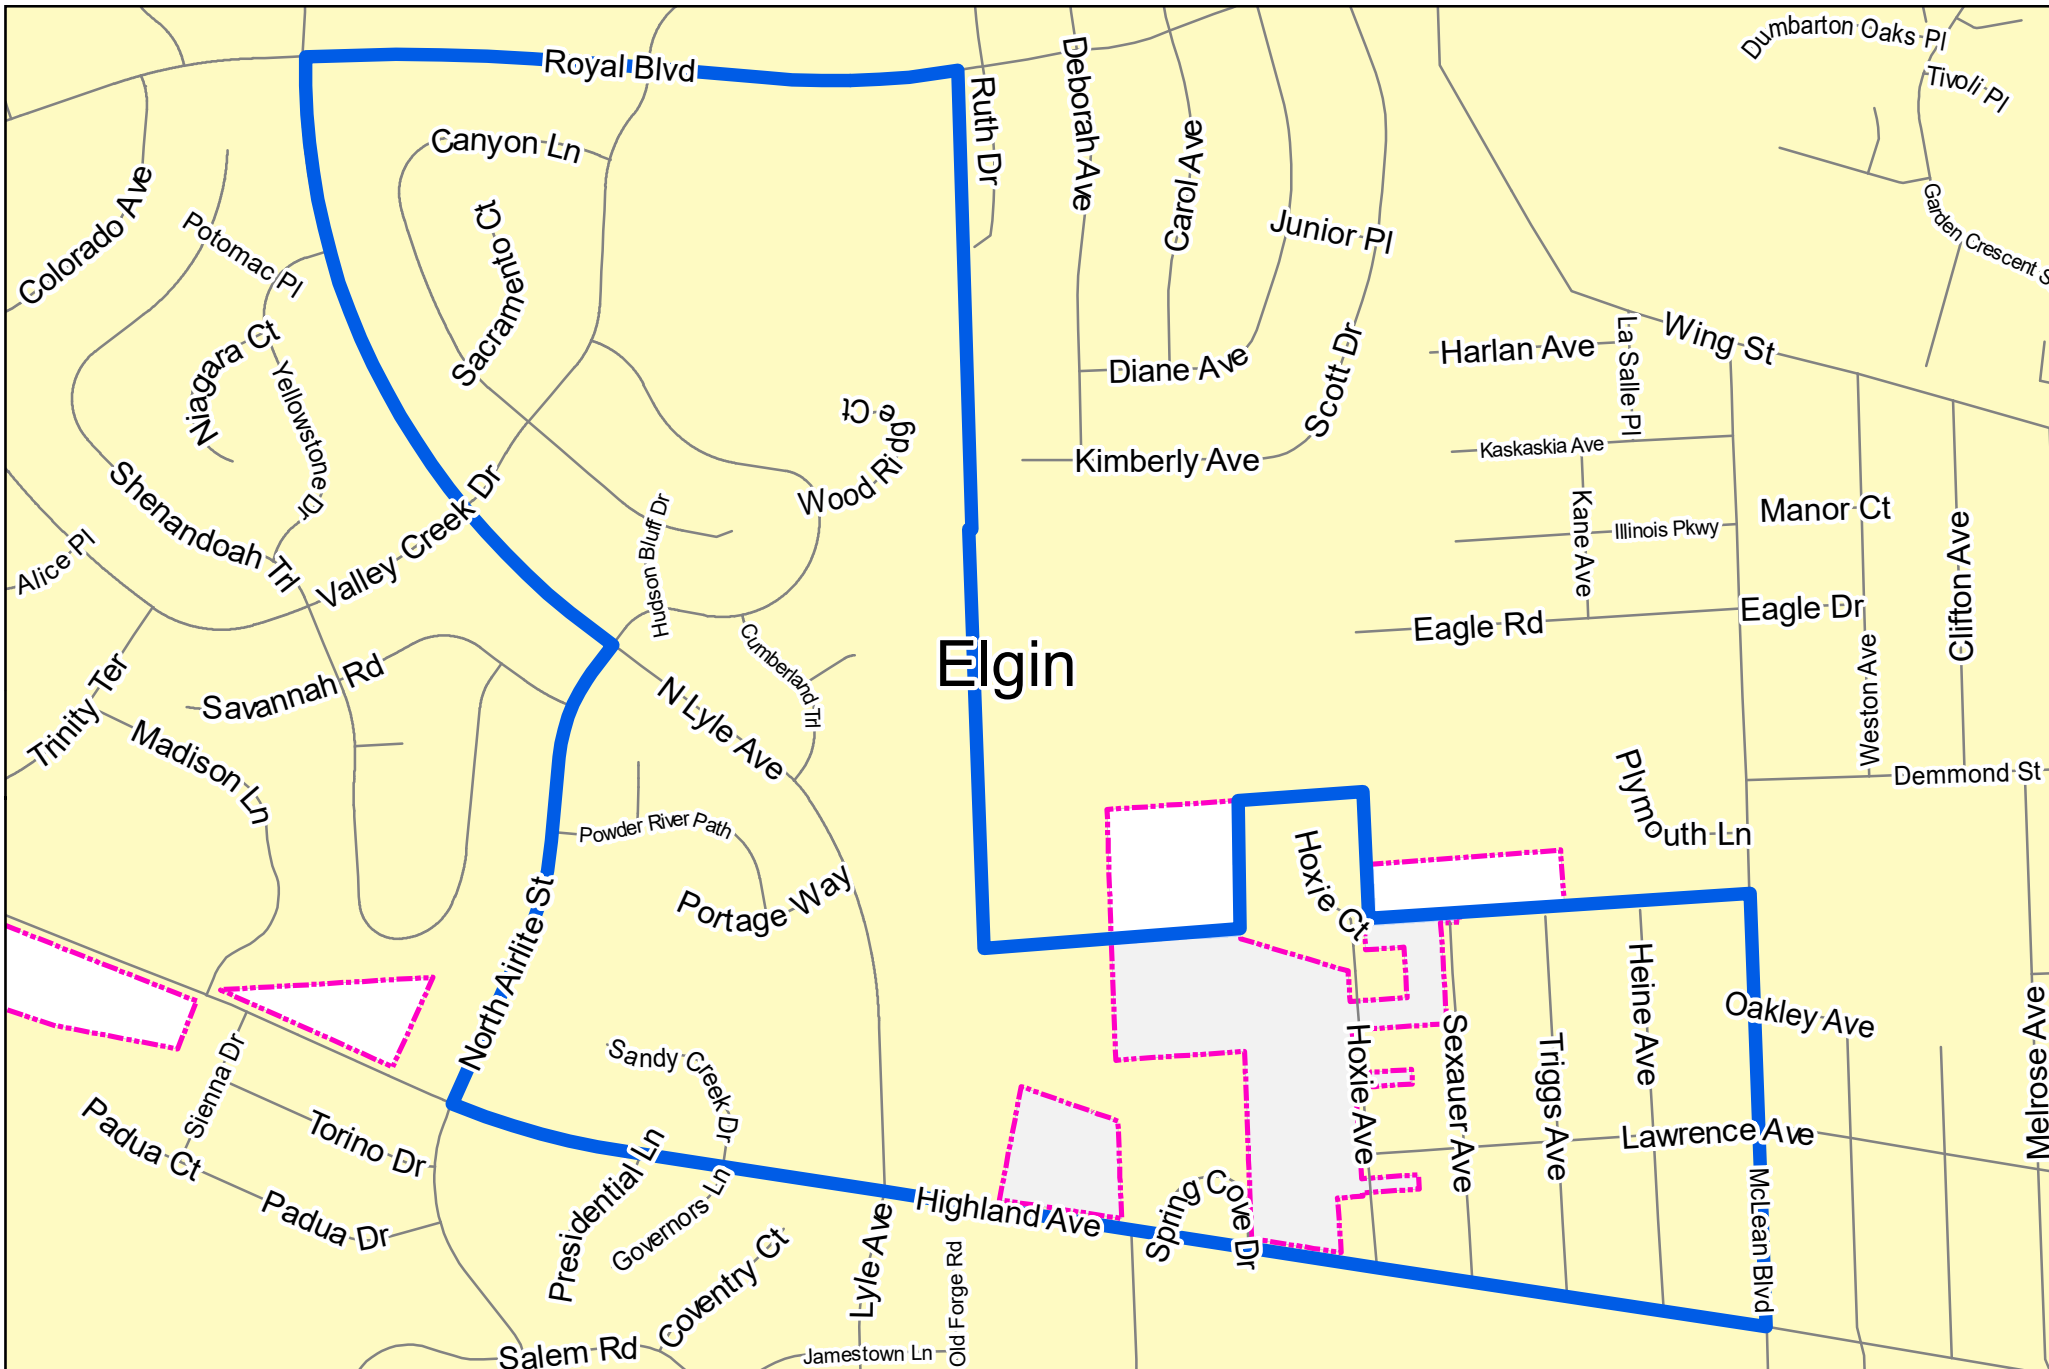 Dumbarton Oaks Pl
Royal Blvd
Deborah Ave
Tivoli Pl
Ruth Dr
Canyon Ln
Carol Ave
Colorado Ave
Potomac Pl
Sacramento Ct
Junior Pl
Garden Crescent S
Niagara Ct
Yellowstone Dr
Diane Ave
Scott Dr
Harlan Ave
La Salle Pl
Wing St
Wood Ridge Ct
Kimberly Ave
Kaskaskia Ave
Shenandoah Trl
Valley Creek Dr
Hudson Bluff Dr
Kane Ave
Illinois Pkwy
Manor Ct
Clifton Ave
Alice Pl
Eagle Rd
Eagle Dr
Elgin
Cumberland Trl
Weston Ave
Trinity Ter
Savannah Rd
N Lyle Ave
Madison Ln
Demmond St
Plymouth Ln
Powder River Path
Hoxie Ct
Portage Way
North Airlite St
Heine Ave
Oakley Ave
Melrose Ave
Sienna Dr
Sandy Creek Dr
Hoxie Ave
Sexauer Ave
Triggs Ave
Padua Ct
Torino Dr
Lawrence Ave
Presidential Ln
Governors Ln
Padua Dr
Highland Ave
Spring Cove Dr
McLean Blvd
Coventry Ct
Lyle Ave
Old Forge Rd
Salem Rd
Jamestown Ln